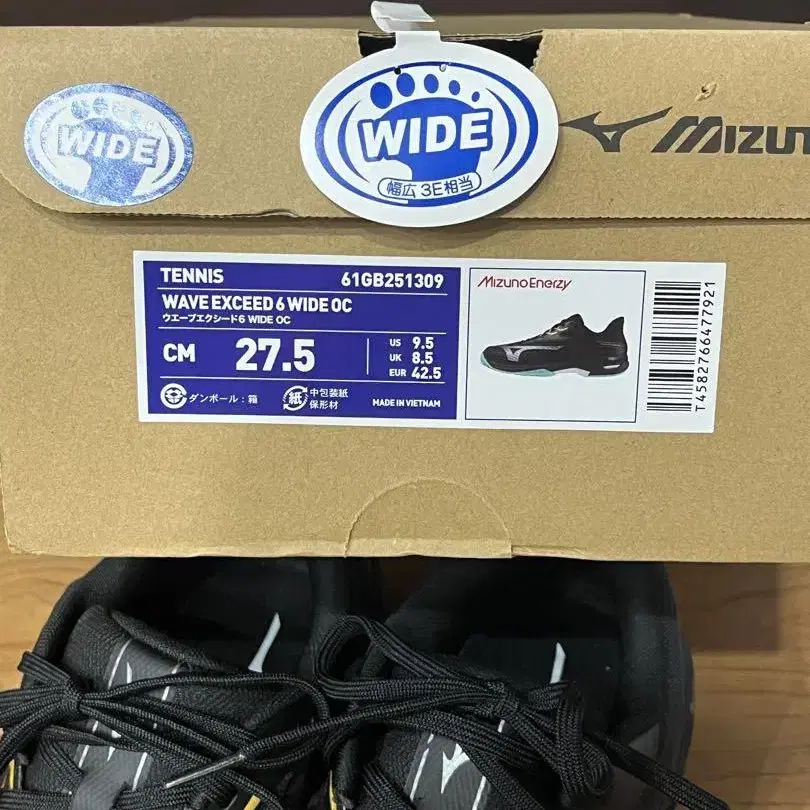 WIDE
WIDE
幅広 3E相当
MIZUN
TENNIS 61GB251309
WAVE EXCEED 6 WIDE OC
ウエーブエクシード6 WIDE OC
CM 27.5
US 9.5
UK 8.5
EUR 42.5
ダンボール：箱
紙 中包装紙
保形材
MADE IN VIETNAM
MizunoEnerzy
T4582766477921